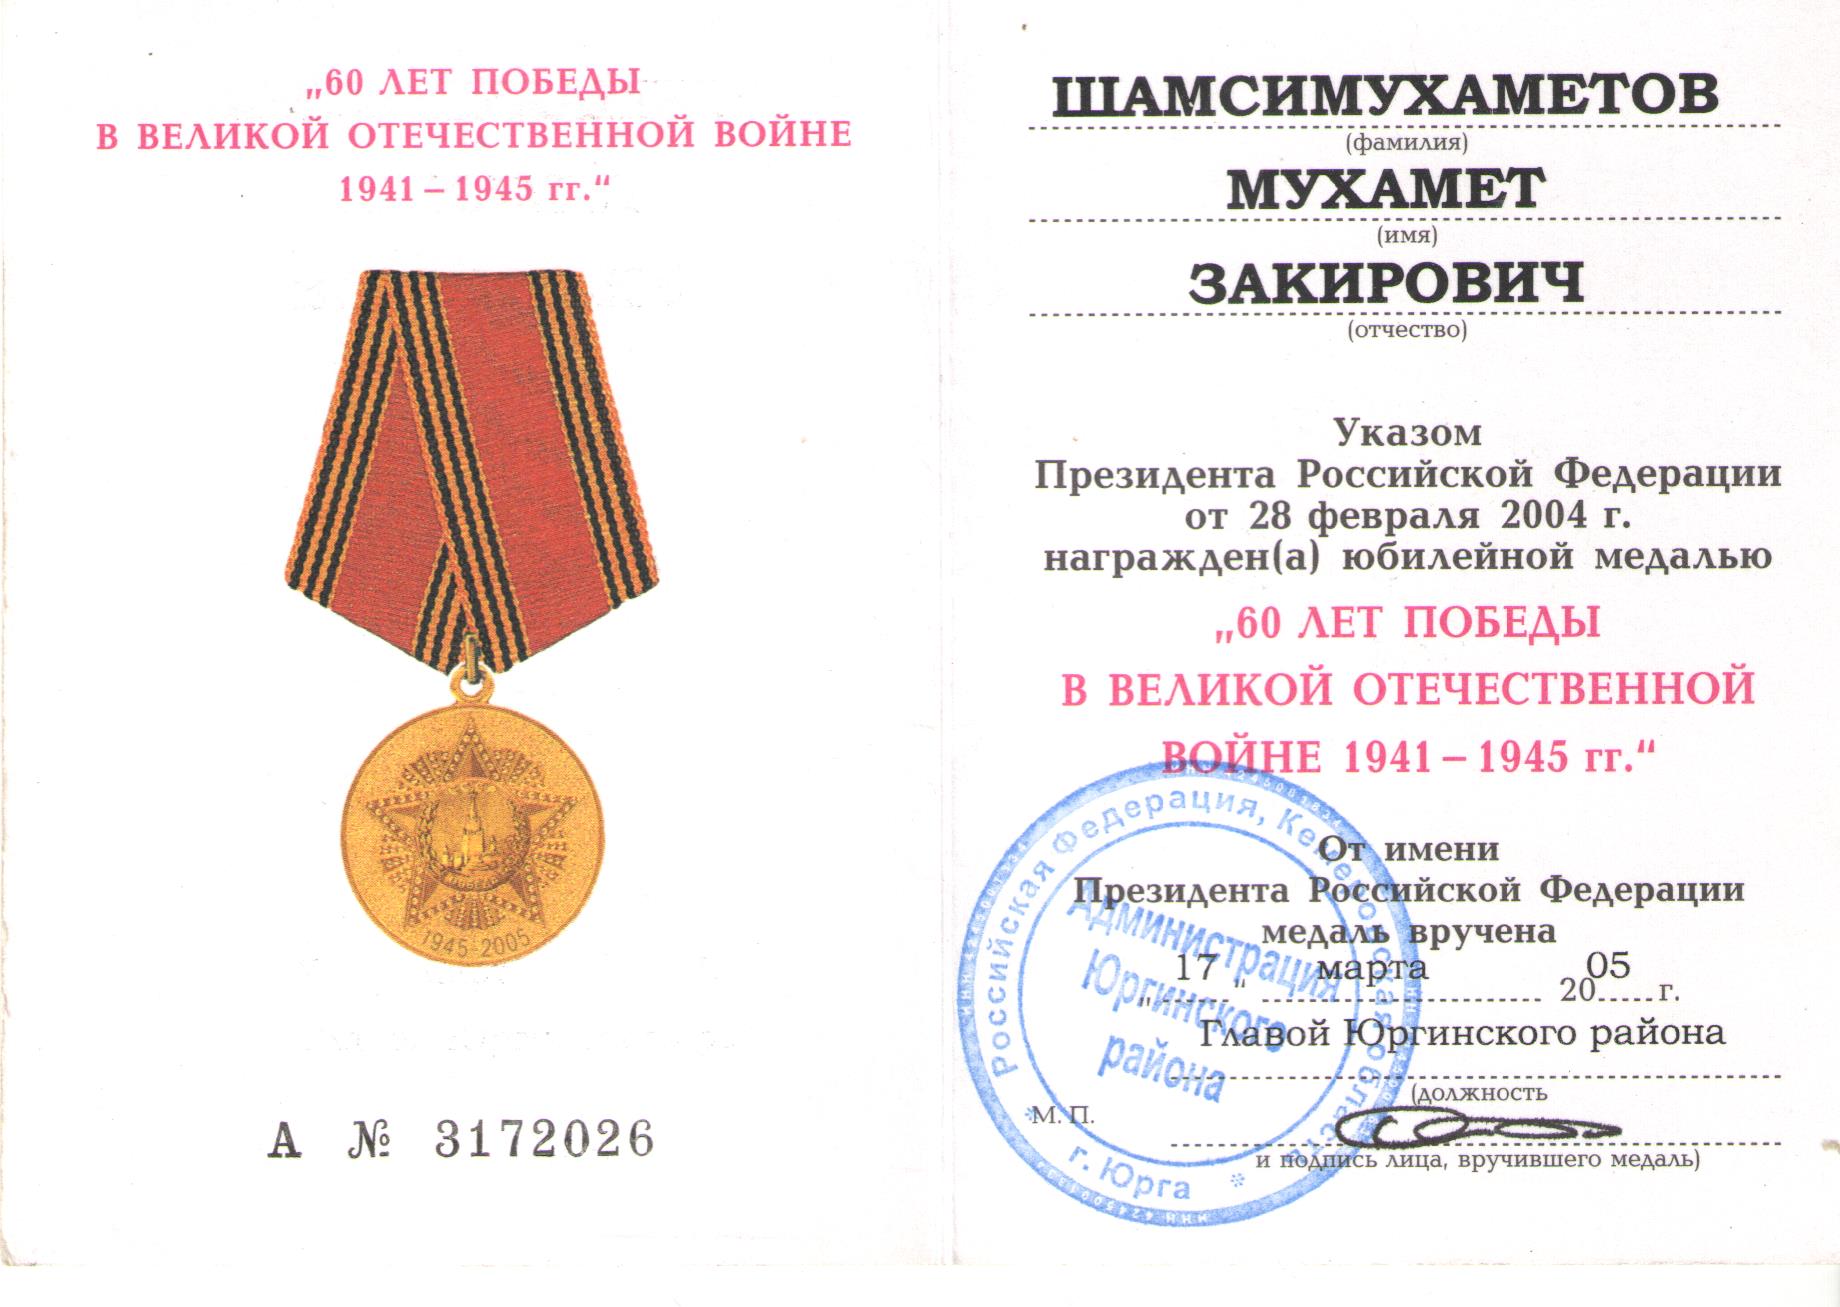 „60 ЛЕТ ПОБЕДЫ
В ВЕЛИКОЙ ОТЕЧЕСТВЕННОЙ ВОЙНЕ
1941 – 1945 гг.“
ПОБЕДА
1945-2005
А № 3172026
ШАМСИМУХАМЕТОВ
(фамилия)
МУХАМЕТ
(имя)
ЗАКИРОВИЧ
(отчество)
Указом
Президента Российской Федерации
от 28 февраля 2004 г.
награжден(а) юбилейной медалью
„60 ЛЕТ ПОБЕДЫ
В ВЕЛИКОЙ ОТЕЧЕСТВЕННОЙ
ВОЙНЕ 1941 – 1945 гг.“
От имени
Президента Российской Федерации
медаль вручена
„ 17 “ марта 2005 г.
Главой Юргинского района
(должность
М. П.
и подпись лица, вручившего медаль)
Российская Федерация, Кемеровская область
* г. Юрга *
Администрация
Юргинского
района